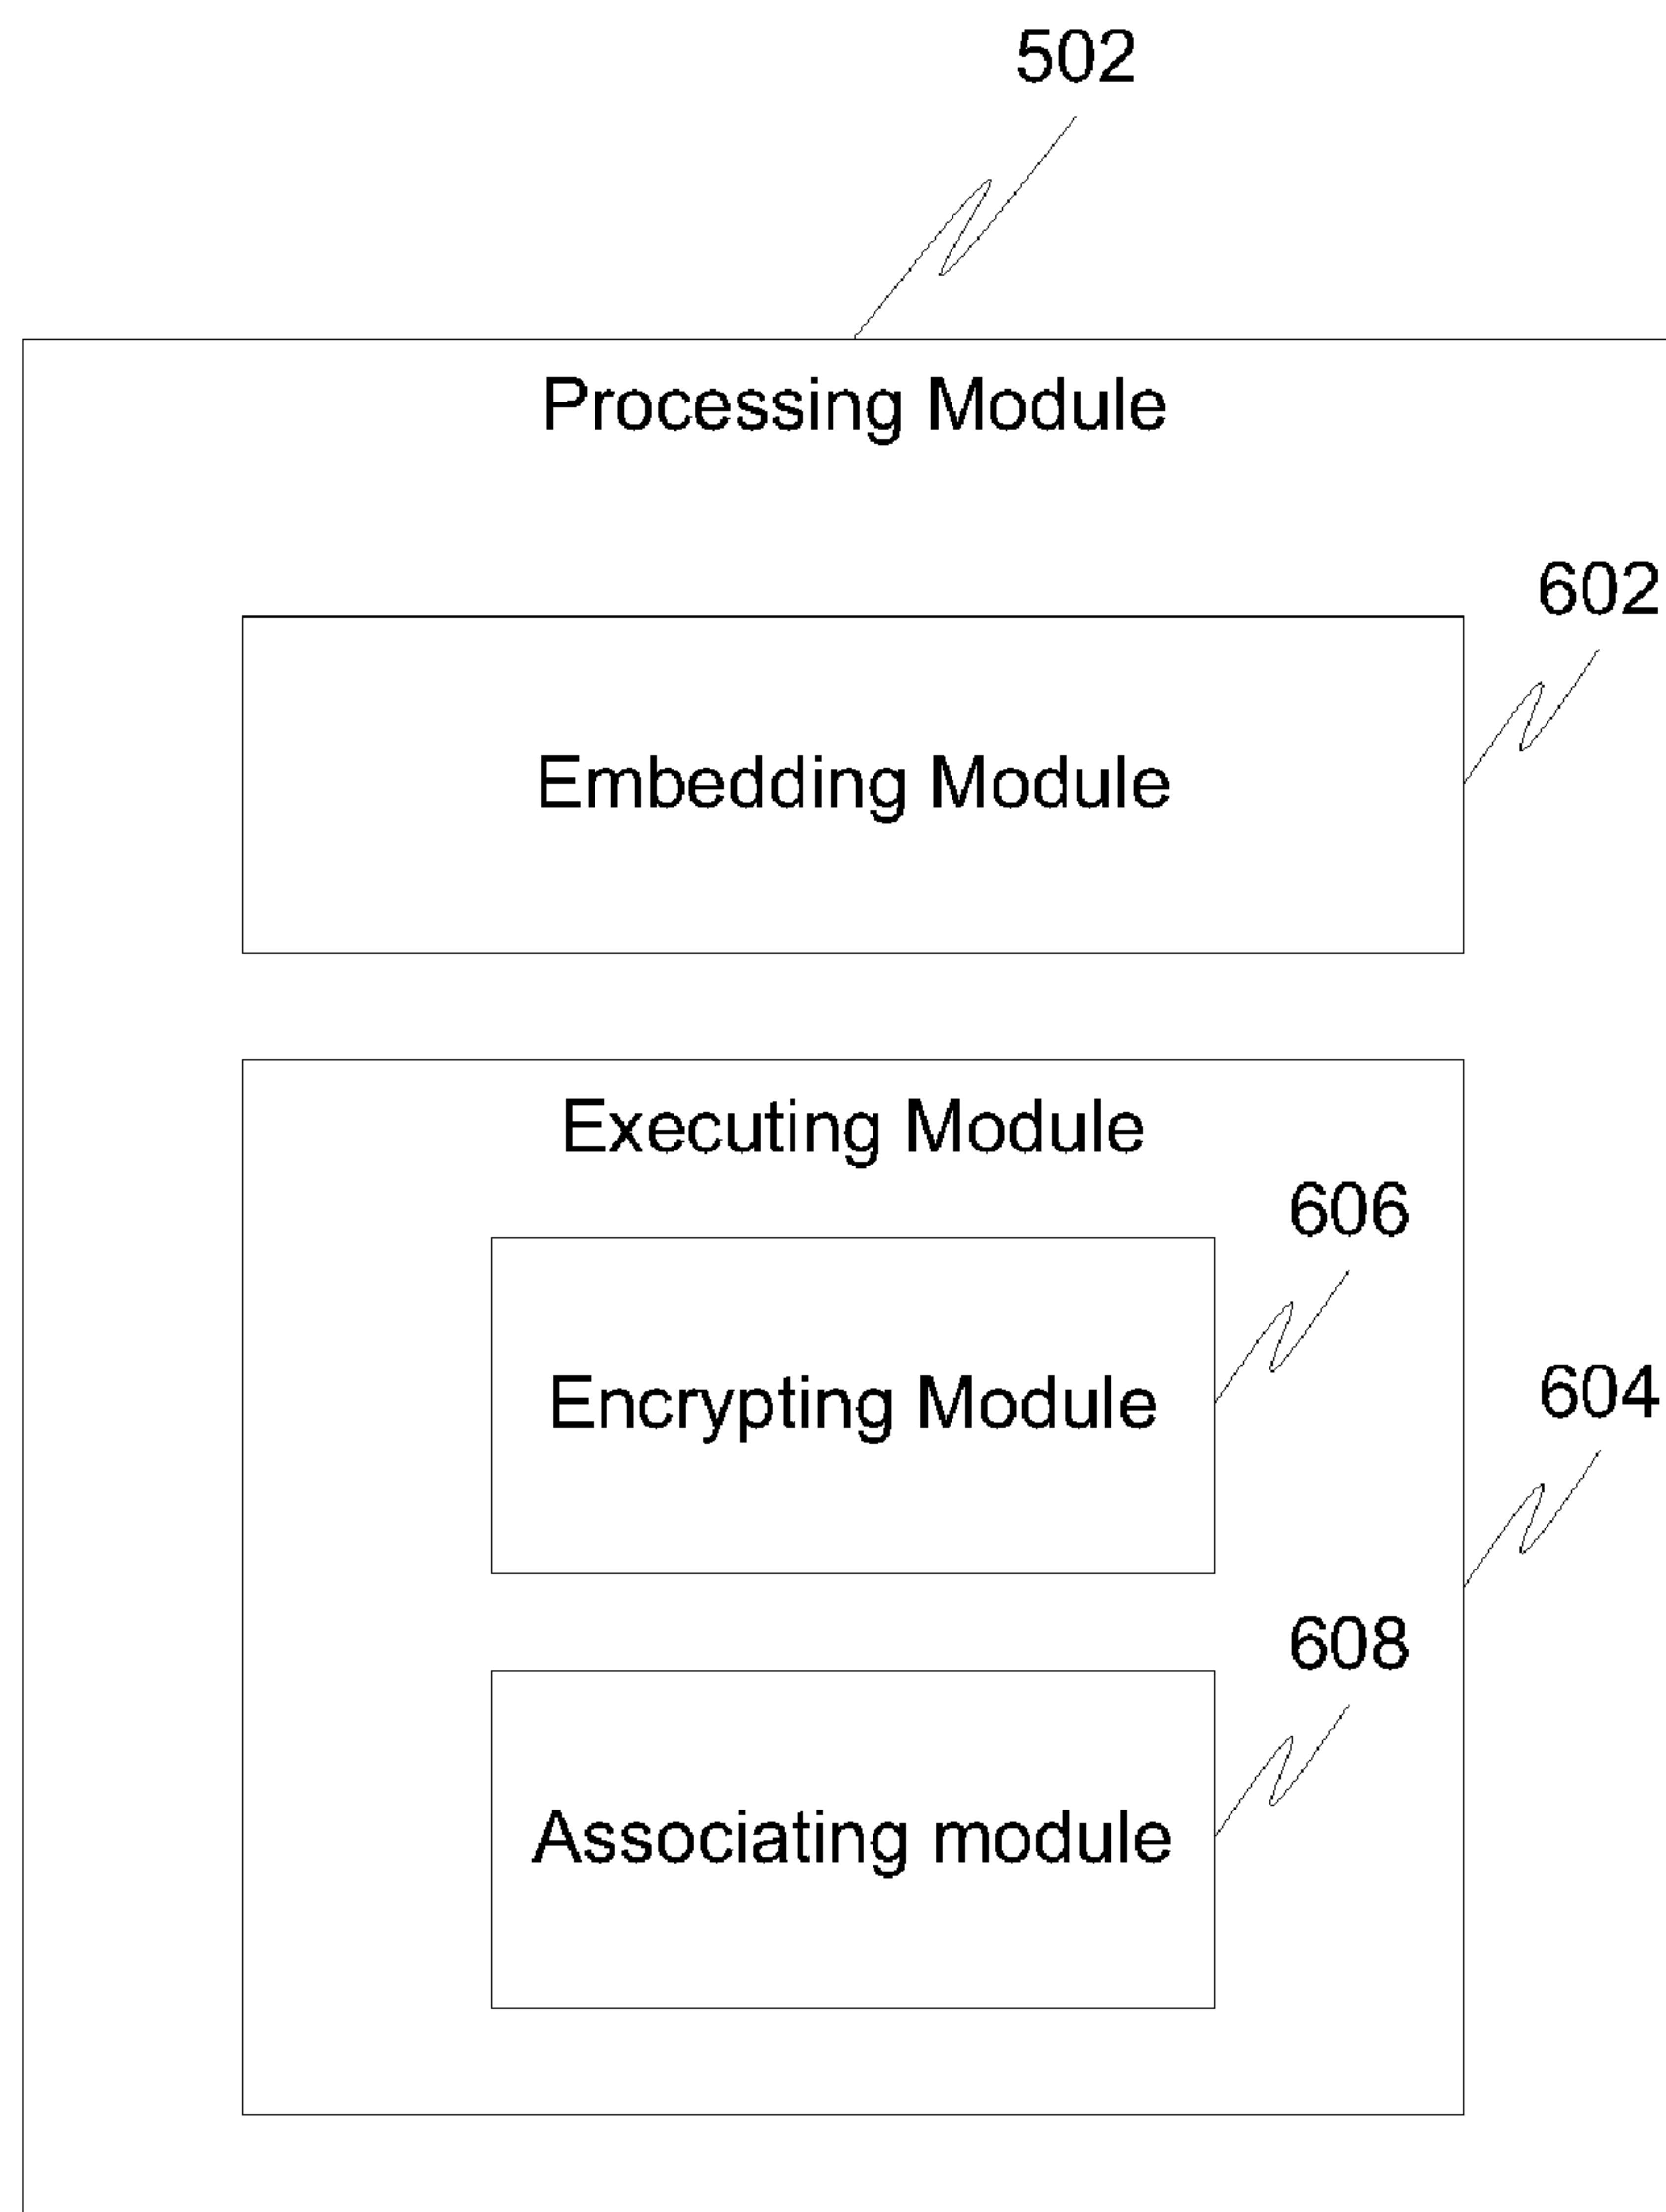 502
Processing Module
602
Embedding Module
Executing Module
606
Encrypting Module
604
608
Associating module